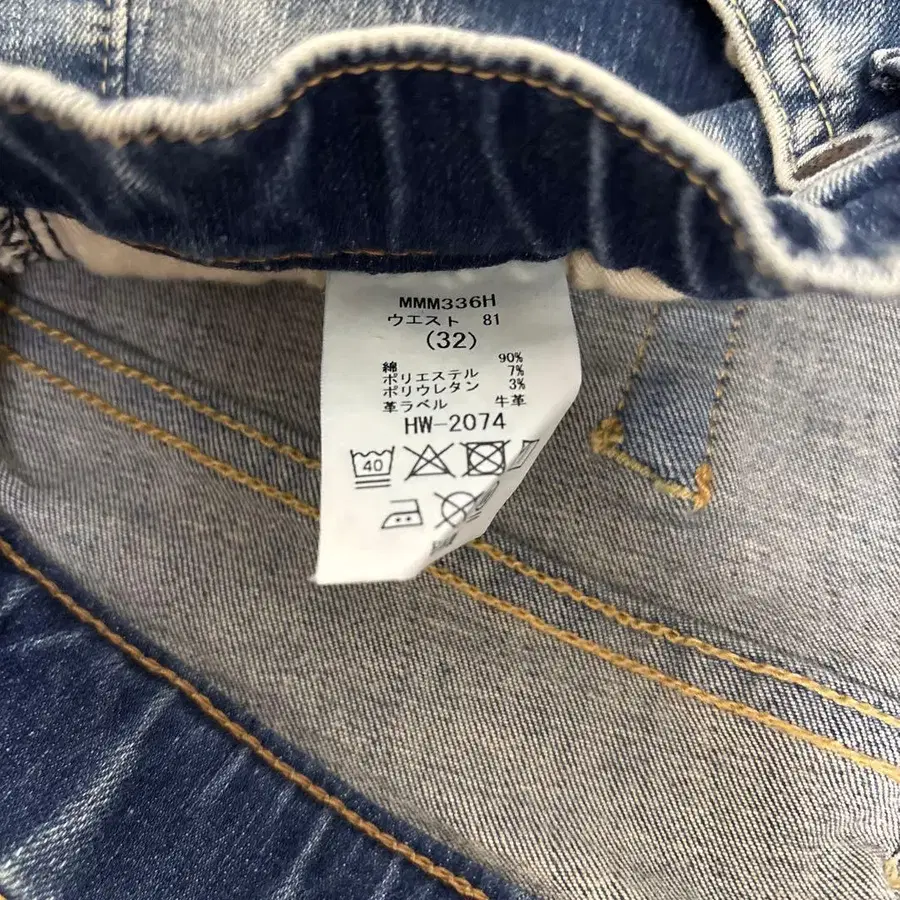 MMM336H
ウエスト 81
(32)
綿 90%
ポリエステル 7%
ポリウレタン 3%
革ラベル 牛革
HW-2074
40